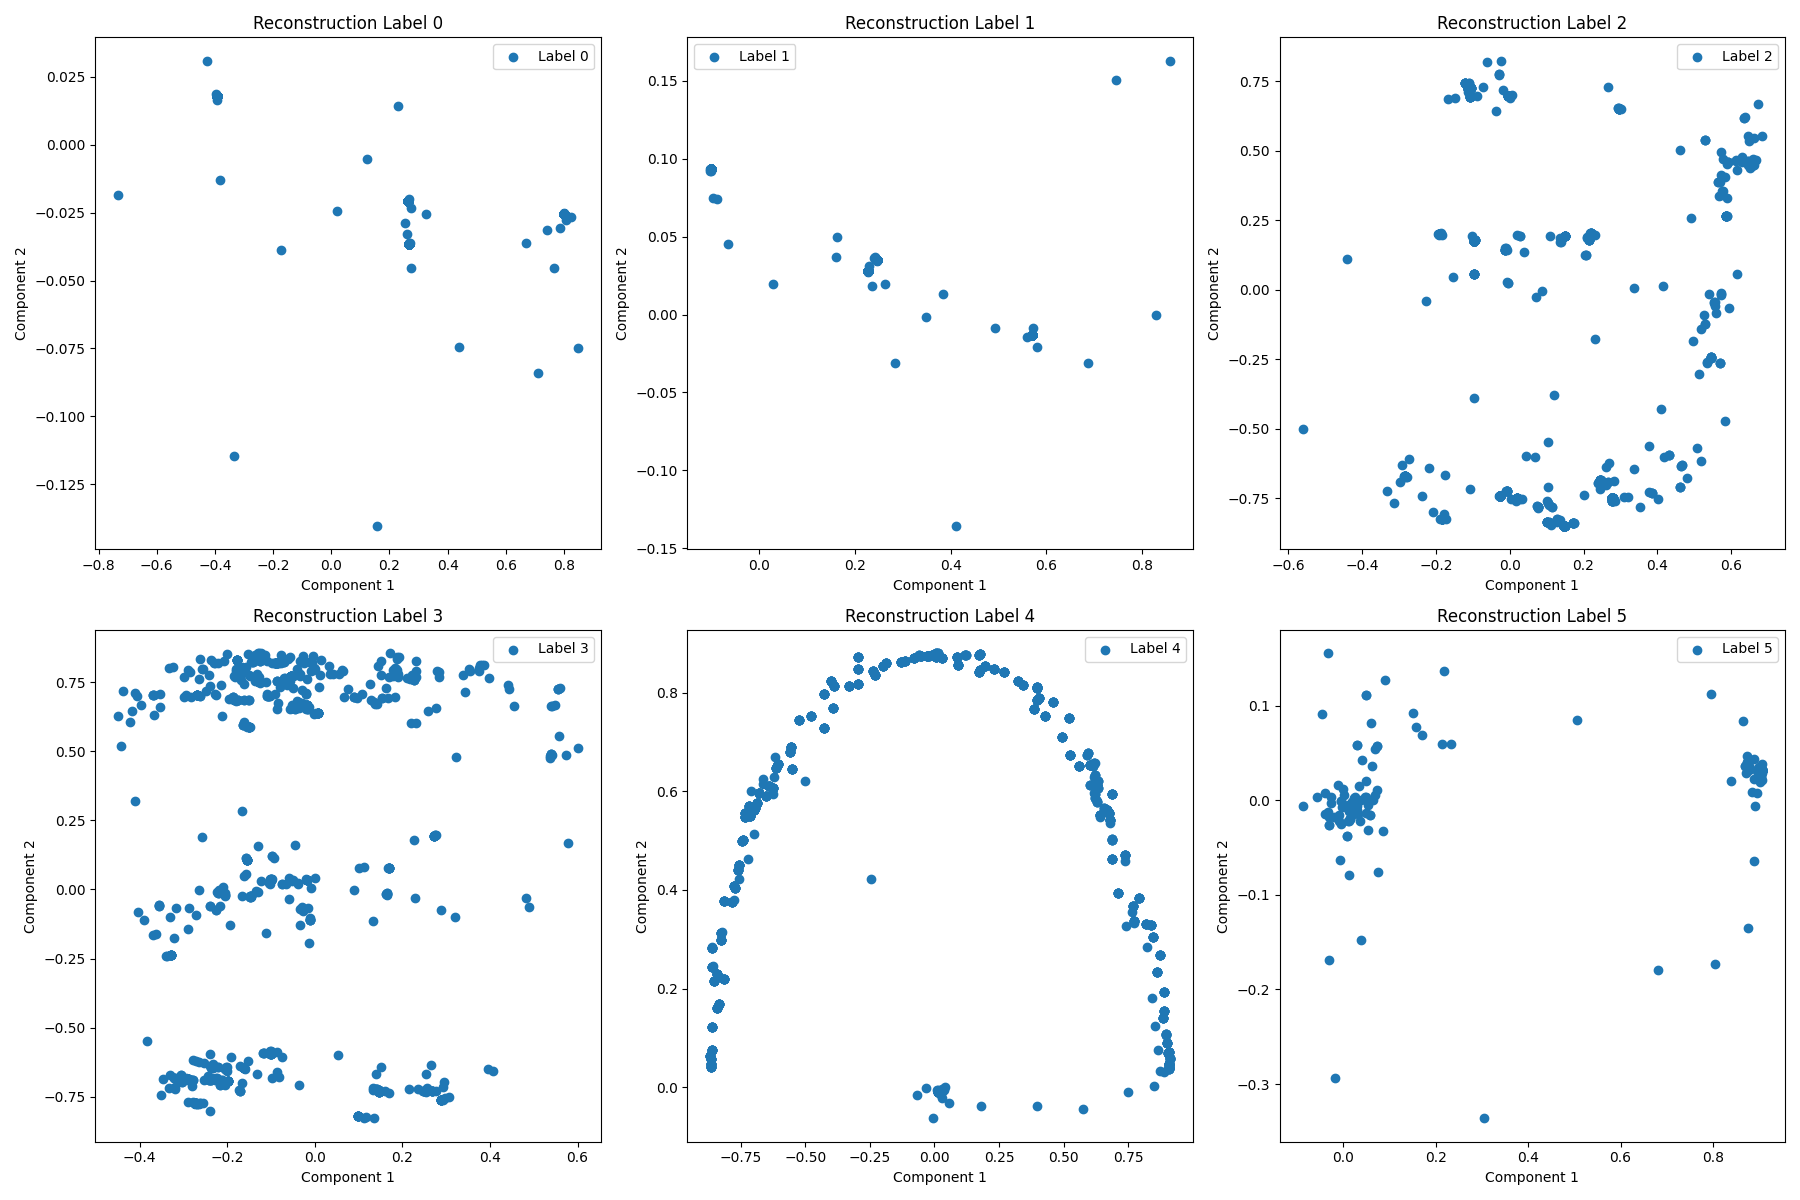 Reconstruction Label 0
Label 0
0.025
0.000
−0.025
−0.050
−0.075
−0.100
−0.125
Component 2
−0.8 −0.6 −0.4 −0.2 0.0 0.2 0.4 0.6 0.8
Component 1
Reconstruction Label 1
Label 1
0.15
0.10
0.05
0.00
−0.05
−0.10
−0.15
Component 2
0.0 0.2 0.4 0.6 0.8
Component 1
Reconstruction Label 2
Label 2
0.75
0.50
0.25
0.00
−0.25
−0.50
−0.75
Component 2
−0.6 −0.4 −0.2 0.0 0.2 0.4 0.6
Component 1
Reconstruction Label 3
Label 3
0.75
0.50
0.25
0.00
−0.25
−0.50
−0.75
Component 2
−0.4 −0.2 0.0 0.2 0.4 0.6
Component 1
Reconstruction Label 4
Label 4
0.8
0.6
0.4
0.2
0.0
Component 2
−0.75 −0.50 −0.25 0.00 0.25 0.50 0.75
Component 1
Reconstruction Label 5
Label 5
0.1
0.0
−0.1
−0.2
−0.3
Component 2
0.0 0.2 0.4 0.6 0.8
Component 1